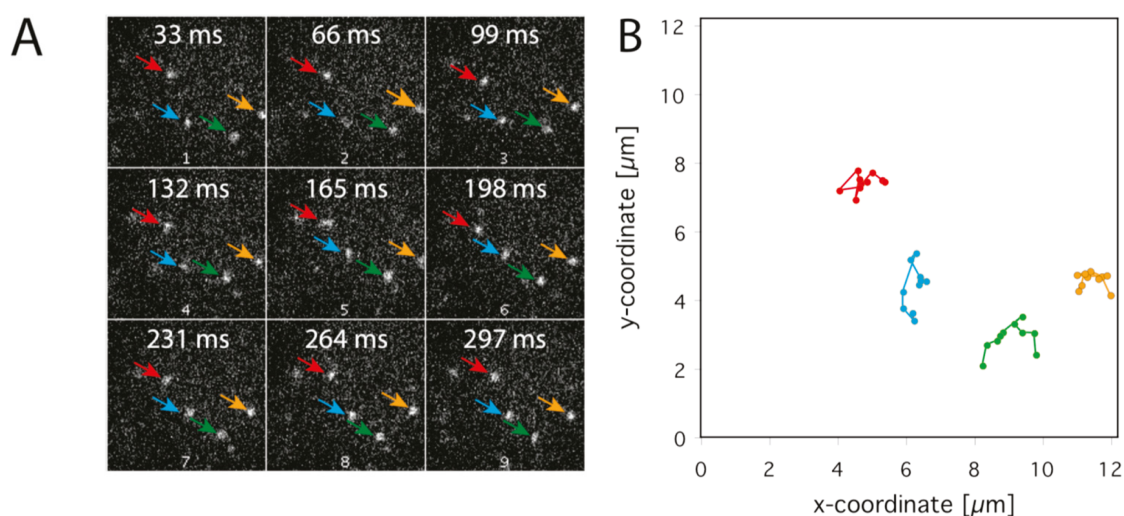 A
33 ms
66 ms
99 ms
1
2
3
132 ms
165 ms
198 ms
4
5
6
231 ms
264 ms
297 ms
7
8
9
B
y-coordinate [µm]
12
10
8
6
4
2
0
0 2 4 6 8 10 12
x-coordinate [µm]